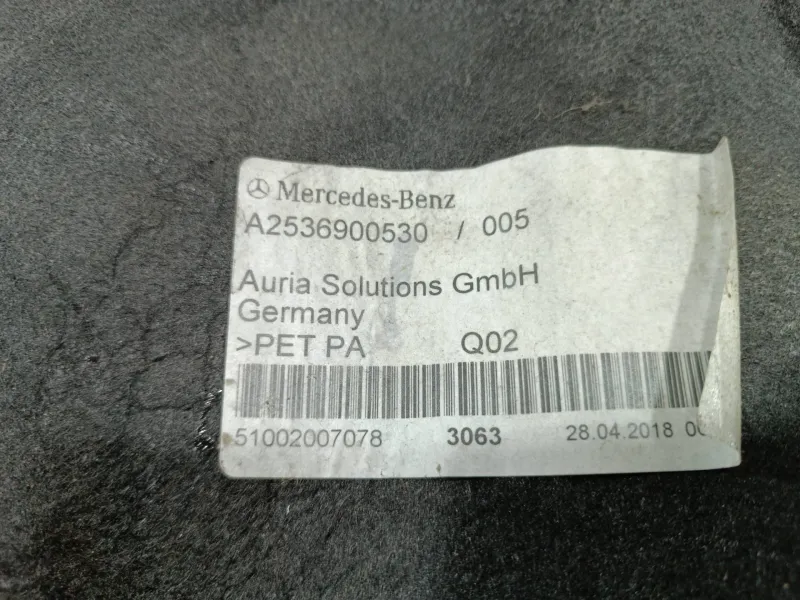 Mercedes-Benz
A2536900530 / 005
Auria Solutions GmbH
Germany
>PET PA Q02
51002007078 3063 28.04.2018